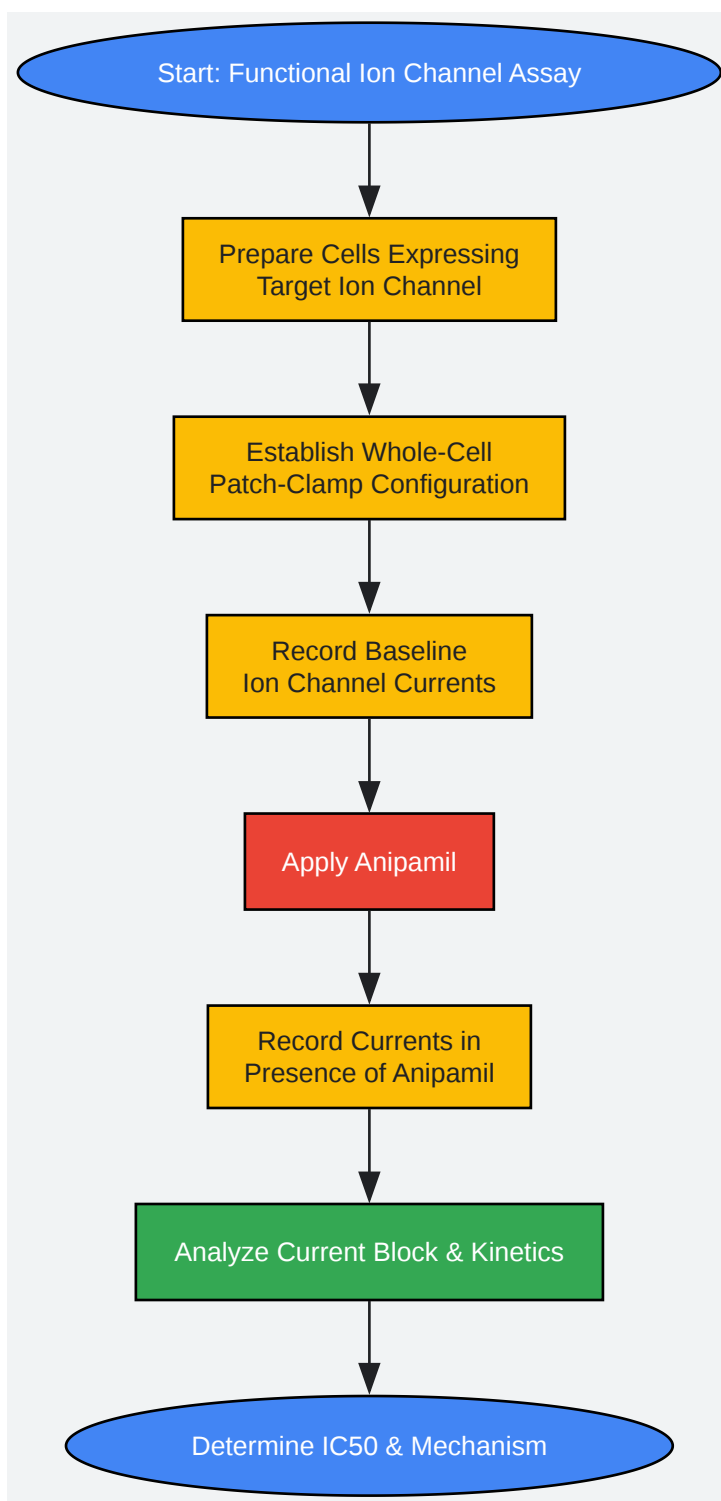 Start: Functional Ion Channel Assay
Prepare Cells Expressing
Target Ion Channel
Establish Whole-Cell
Patch-Clamp Configuration
Record Baseline
Ion Channel Currents
Apply Anipamil
Record Currents in
Presence of Anipamil
Analyze Current Block & Kinetics
Determine IC50 & Mechanism